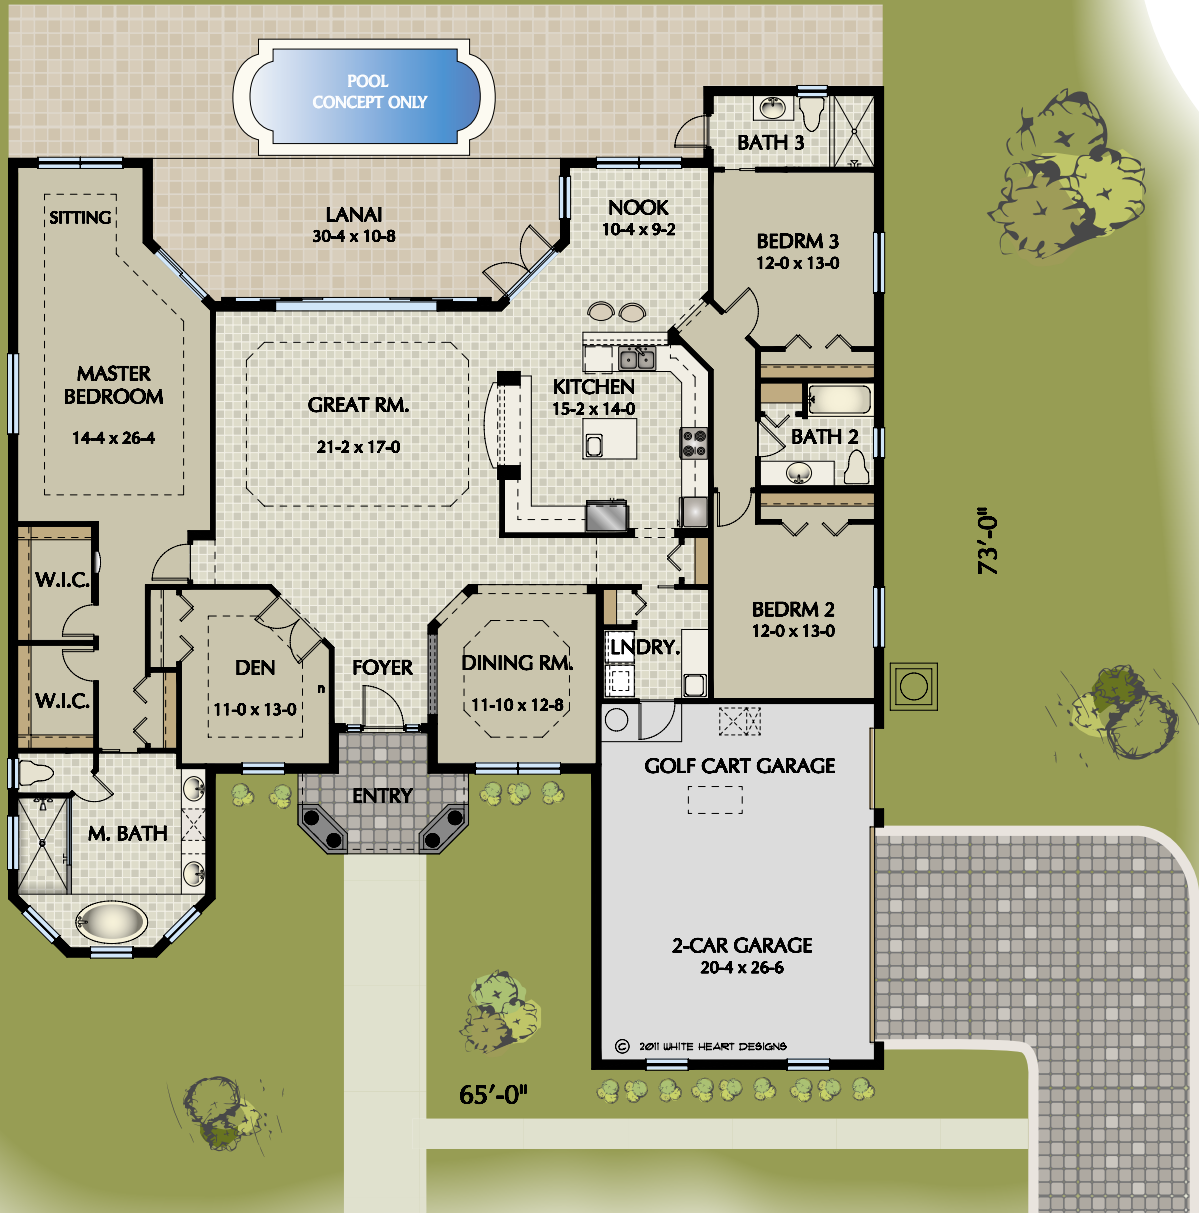 POOL
CONCEPT ONLY
BATH 3
SITTING
LANAI
30-4 x 10-8
NOOK
10-4 x 9-2
BEDRM 3
12-0 x 13-0
MASTER
BEDROOM
14-4 x 26-4
GREAT RM.
21-2 x 17-0
KITCHEN
15-2 x 14-0
BATH 2
73'-0"
W.I.C.
W.I.C.
DEN
11-0 x 13-0
n
FOYER
DINING RM.
11-10 x 12-8
LNDRY.
BEDRM 2
12-0 x 13-0
GOLF CART GARAGE
ENTRY
M. BATH
2-CAR GARAGE
20-4 x 26-6
© 2011 WHITE HEART DESIGNS
65'-0"